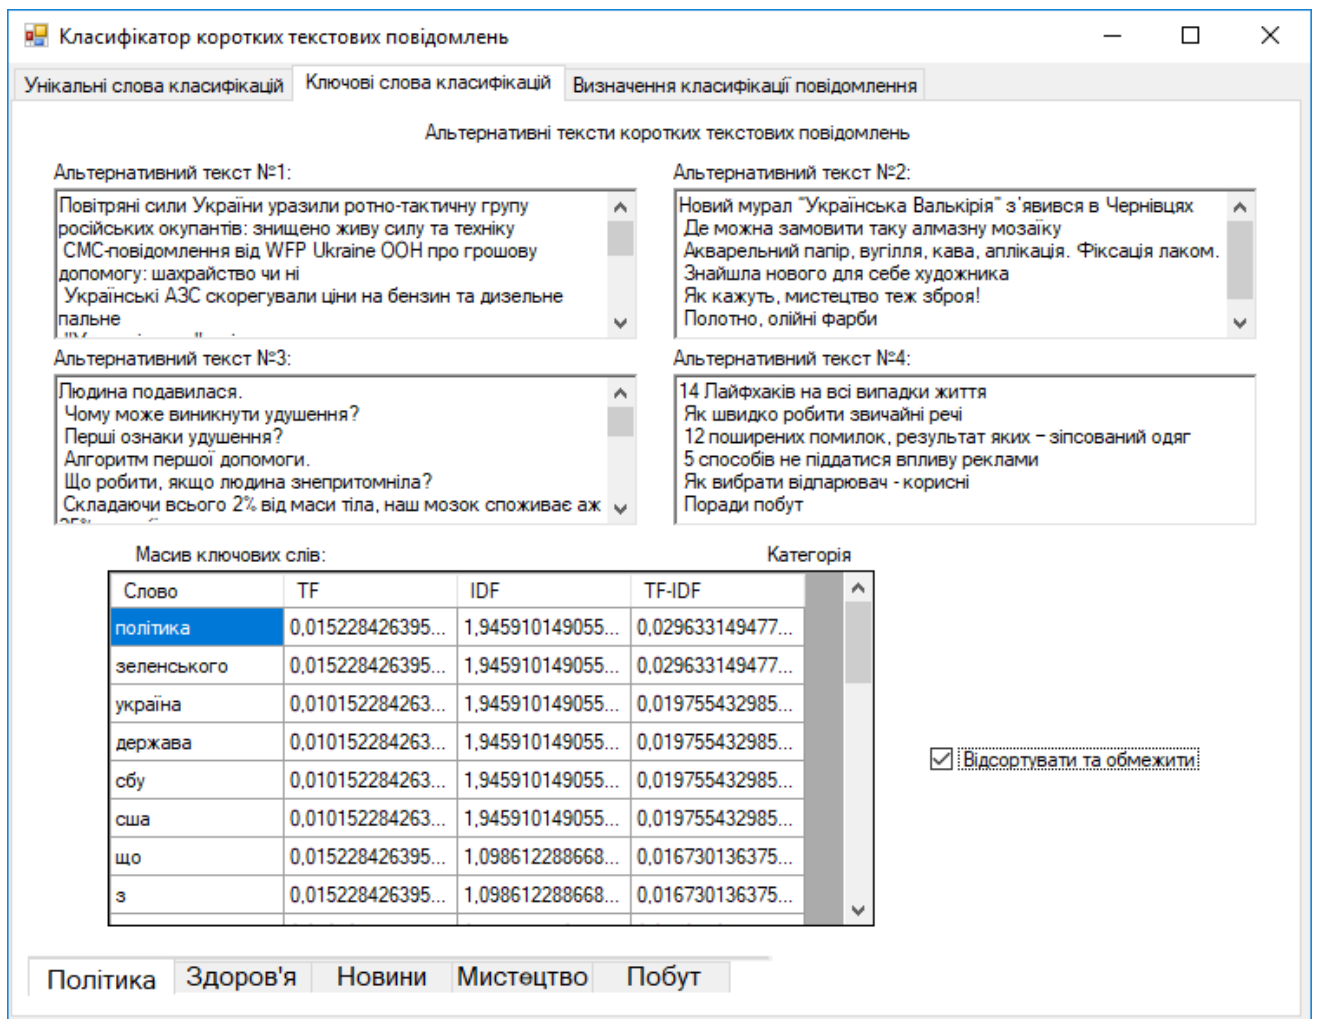 Класифікатор коротких текстових повідомлень
Унікальні слова класифікацій Ключові слова класифікацій Визначення класифікації повідомлення
Альтернативні тексти коротких текстових повідомлень
Альтернативний текст №1:
Повітряні сили України уразили ротно-тактичну групу
російських окупантів: знищено живу силу та техніку
СМС-повідомлення від WFP Ukraine ООН про грошову
допомогу: шахрайство чи ні
Українські АЗС скорегували ціни на бензин та дизельне
пальне
Альтернативний текст №2:
Новий мурал "Українська Валькірія" з'явився в Чернівцях
Де можна замовити таку алмазну мозаїку
Акварельний папір, вугілля, кава, аплікація. Фіксація лаком.
Знайшла нового для себе художника
Як кажуть, мистецтво теж зброя!
Полотно, олійні фарби
Альтернативний текст №3:
Людина подавилася.
Чому може виникнути удушення?
Перші ознаки удушення?
Алгоритм першої допомоги.
Що робити, якщо людина знепритомніла?
Складаючи всього 2% від маси тіла, наш мозок споживає аж
Альтернативний текст №4:
14 Лайфхаків на всі випадки життя
Як швидко робити звичайні речі
12 поширених помилок, результат яких – зіпсований одяг
5 способів не піддатися впливу реклами
Як вибрати відпарювач - корисні
Поради побут
Масив ключових слів: Категорія
Слово TF IDF TF-IDF
політика 0,015228426395... 1,945910149055... 0,029633149477...
зеленського 0,015228426395... 1,945910149055... 0,029633149477...
україна 0,010152284263... 1,945910149055... 0,019755432985...
держава 0,010152284263... 1,945910149055... 0,019755432985...
сбу 0,010152284263... 1,945910149055... 0,019755432985...
сша 0,010152284263... 1,945910149055... 0,019755432985...
що 0,015228426395... 1,098612288668... 0,016730136375...
з 0,015228426395... 1,098612288668... 0,016730136375...
Відсортувати та обмежити
Політика Здоров'я Новини Мистецтво Побут